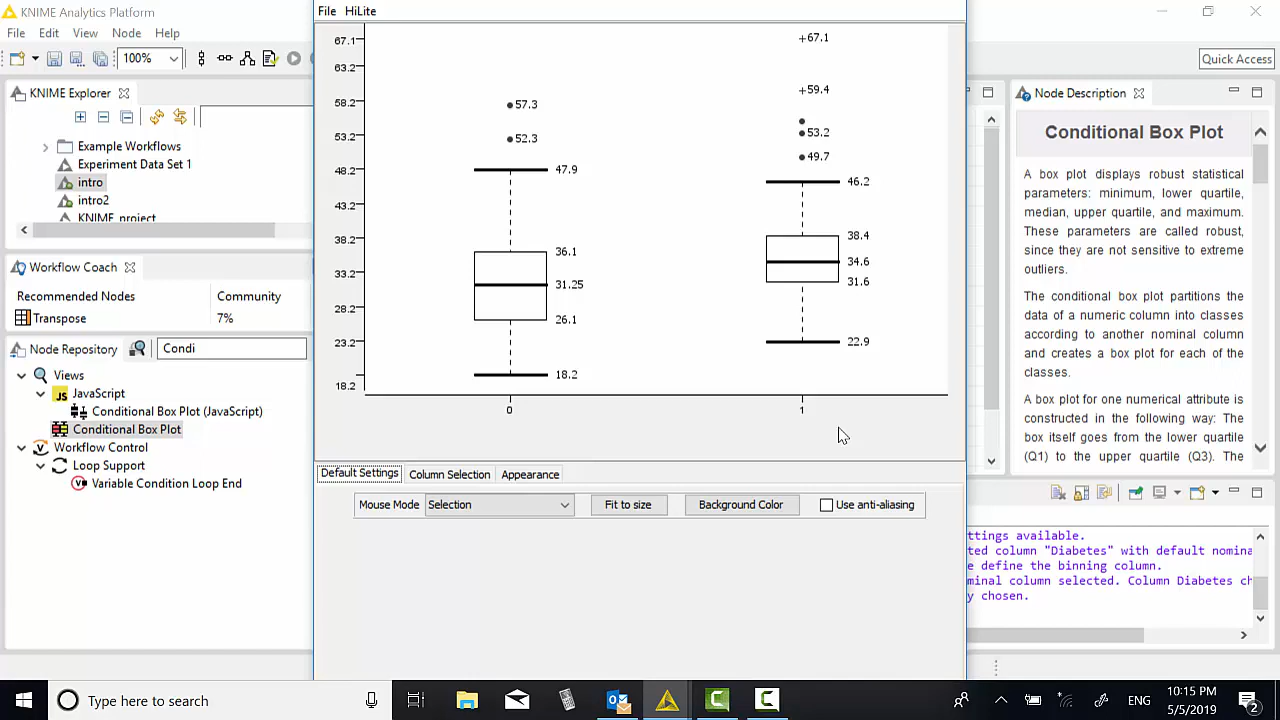 KNIME Analytics Platform
File Edit View Node Help
100%
Quick Access
KNIME Explorer
Example Workflows
Experiment Data Set 1
intro
intro2
KNIME_project
Workflow Coach
Recommended Nodes Community
Transpose 7%
Node Repository Condi
Views
JavaScript
Conditional Box Plot (JavaScript)
Conditional Box Plot
Workflow Control
Loop Support
Variable Condition Loop End
File HiLite
67.1
63.2
58.2
53.2
48.2
43.2
38.2
33.2
28.2
23.2
18.2
57.3
52.3
47.9
36.1
31.25
26.1
18.2
0
67.1
59.4
53.2
49.7
46.2
38.4
34.6
31.6
22.9
1
Default Settings Column Selection Appearance
Mouse Mode Selection Fit to size Background Color Use anti-aliasing
Node Description
Conditional Box Plot
A box plot displays robust statistical
parameters: minimum, lower quartile,
median, upper quartile, and maximum.
These parameters are called robust,
since they are not sensitive to extreme
outliers.
The conditional box plot partitions the
data of a numeric column into classes
according to another nominal column
and creates a box plot for each of the
classes.
A box plot for one numerical attribute is
constructed in the following way: The
box itself goes from the lower quartile
(Q1) to the upper quartile (Q3). The
ttings available.
ted column "Diabetes" with default nomina
e define the binning column.
minal column selected. Column Diabetes ch
y chosen.
Type here to search
ENG
10:15 PM
5/5/2019
2